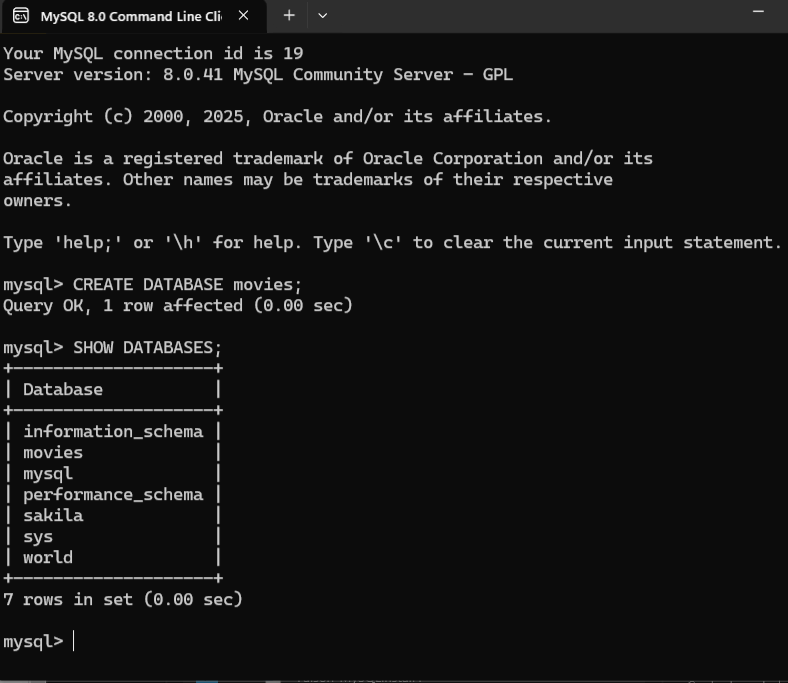 MySQL 8.0 Command Line Cli
Your MySQL connection id is 19
Server version: 8.0.41 MySQL Community Server - GPL
Copyright (c) 2000, 2025, Oracle and/or its affiliates.
Oracle is a registered trademark of Oracle Corporation and/or its
affiliates. Other names may be trademarks of their respective
owners.
Type 'help;' or '\h' for help. Type '\c' to clear the current input statement.
mysql> CREATE DATABASE movies;
Query OK, 1 row affected (0.00 sec)
mysql> SHOW DATABASES;
+--------------------+
| Database           |
+--------------------+
| information_schema |
| movies             |
| mysql              |
| performance_schema |
| sakila             |
| sys                |
| world              |
+--------------------+
7 rows in set (0.00 sec)
mysql>